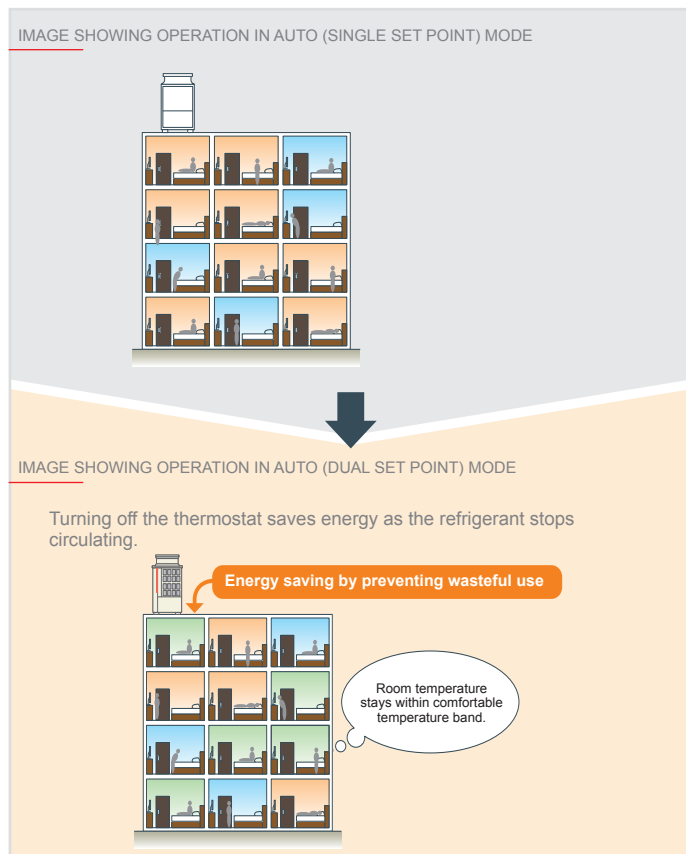 IMAGE SHOWING OPERATION IN AUTO (SINGLE SET POINT) MODE
IMAGE SHOWING OPERATION IN AUTO (DUAL SET POINT) MODE
Turning off the thermostat saves energy as the refrigerant stops
circulating.
Energy saving by preventing wasteful use
Room temperature
stays within comfortable
temperature band.